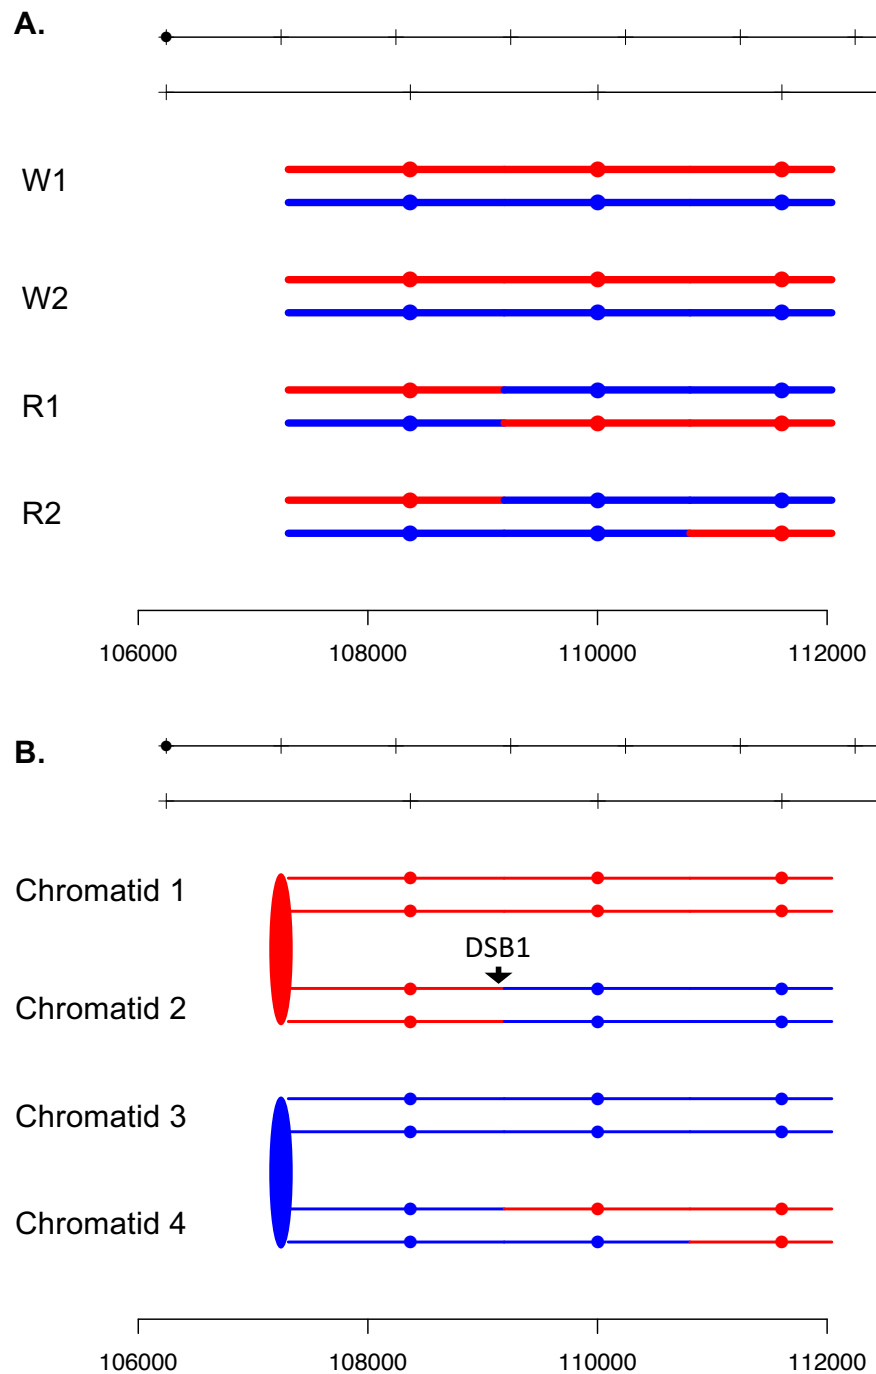 A.
W1
W2
R1
R2
106000 108000 110000 112000
B.
Chromatid 1
DSB1
Chromatid 2
Chromatid 3
Chromatid 4
106000 108000 110000 112000